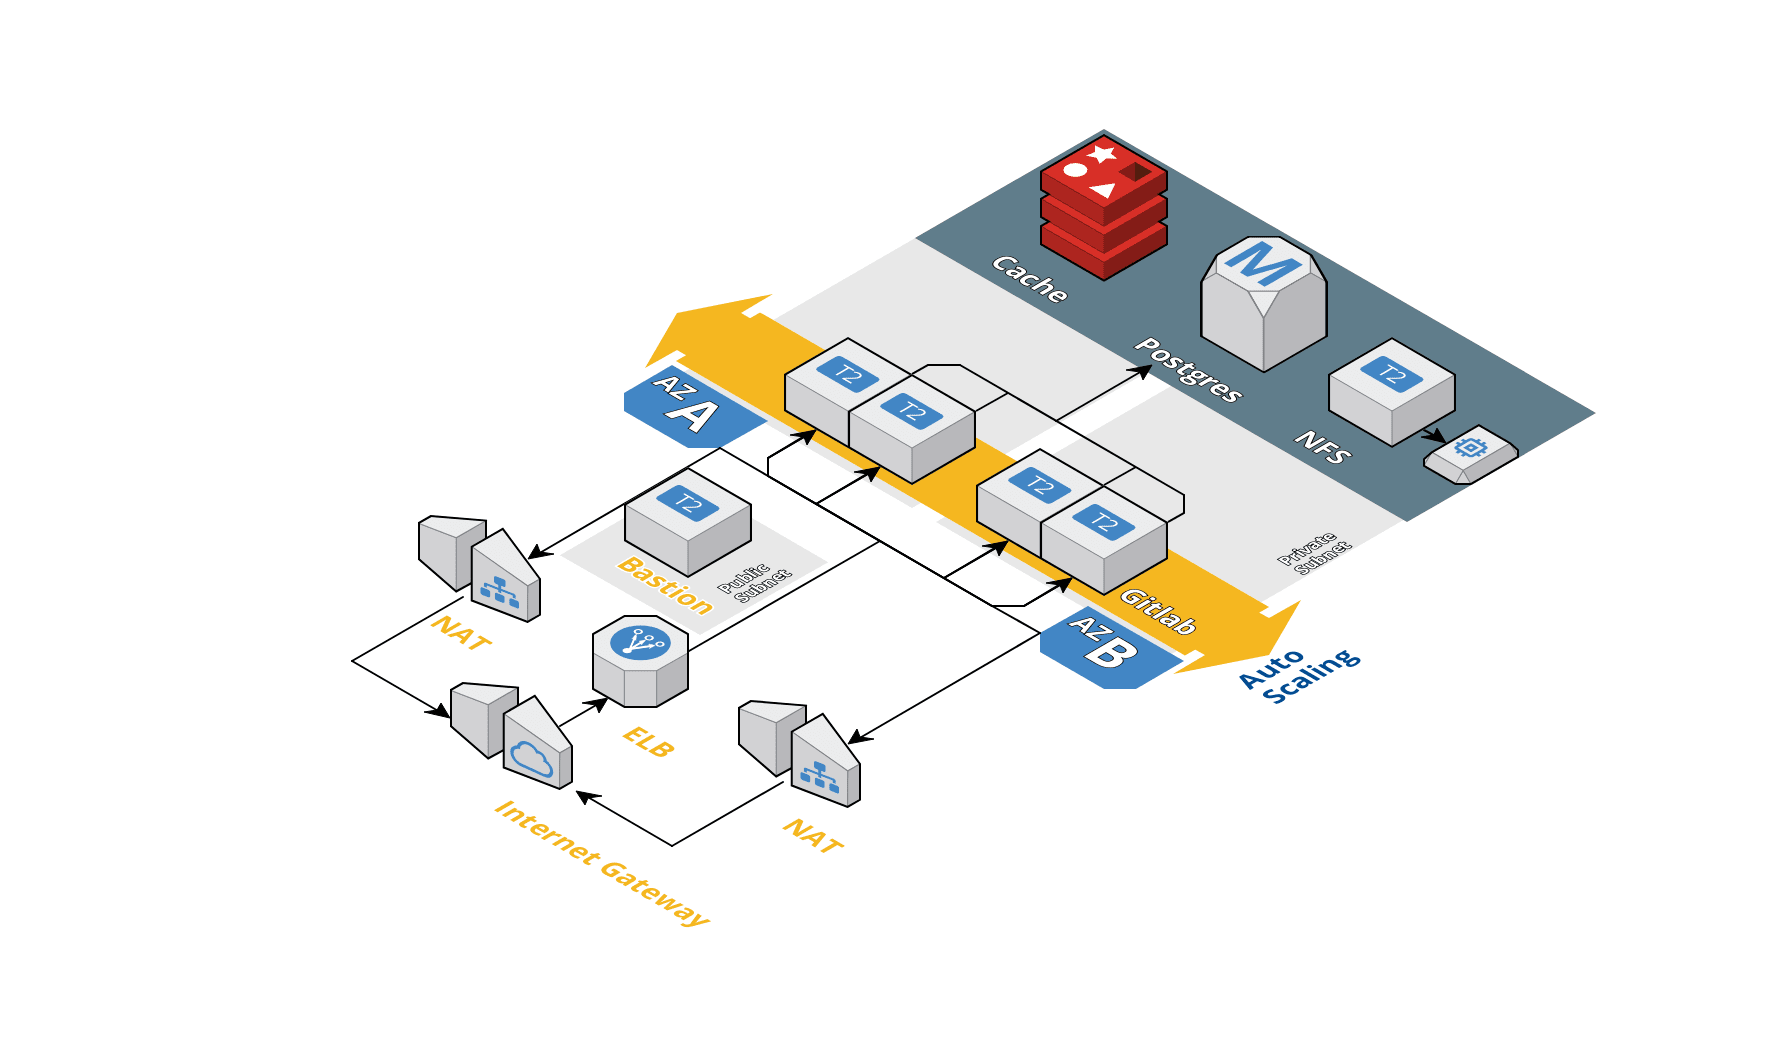 Cache
M
Postgres
T2
NFS
T2
T2
AZ
A
T2
T2
Gitlab
AZ
B
Private
Subnet
Auto
Scaling
T2
Bastion
Public
Subnet
NAT
ELB
Internet Gateway
NAT